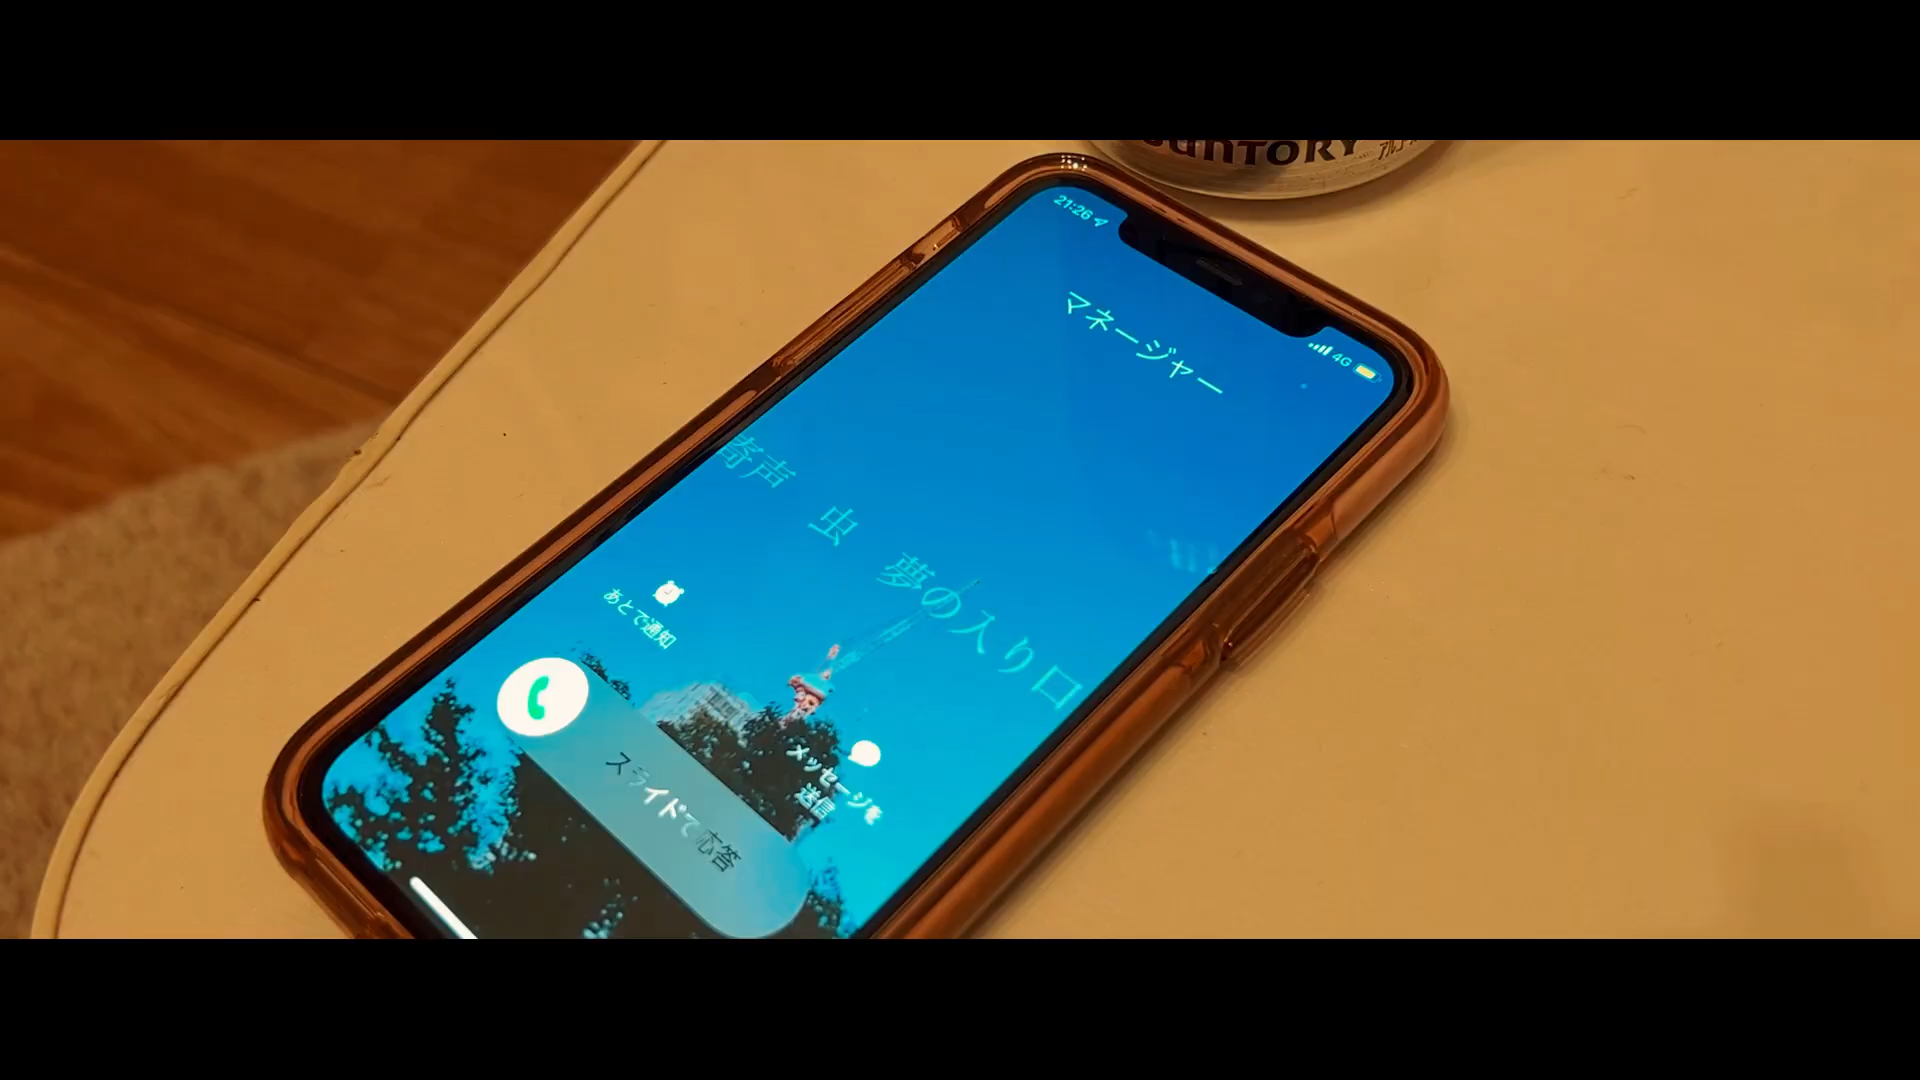 SUNTORY
21:26
4G
マネージャー
寄声 虫 夢の入り口
あとで通知
メッセージを
送信
スライドで応答